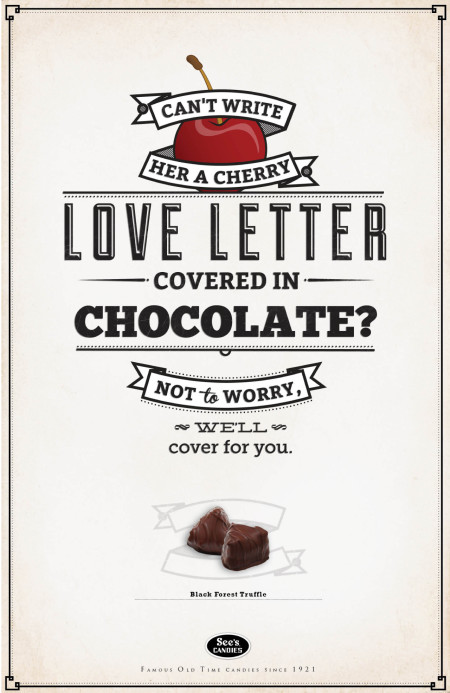 CAN'T WRITE
HER A CHERRY
LOVE LETTER
COVERED IN
CHOCOLATE?
NOT to WORRY,
WE'LL
cover for you.
Black Forest Truffle
See's
CANDIES
FAMOUS OLD TIME CANDIES SINCE 1921